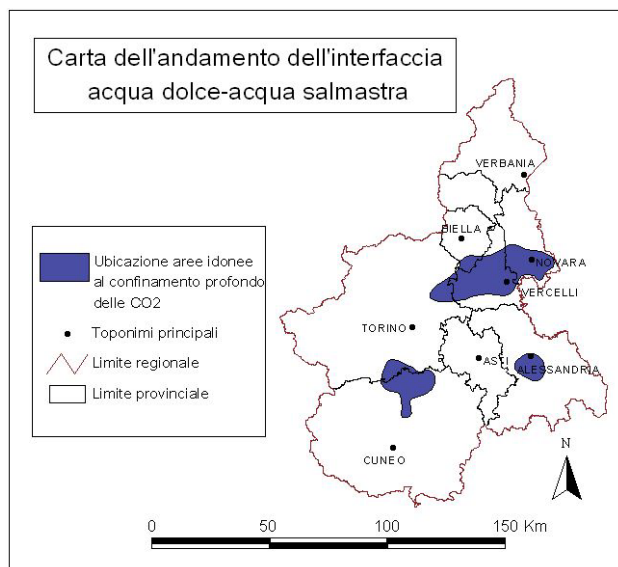 Carta dell'andamento dell'interfaccia
acqua dolce-acqua salmastra
VERBANIA
BIELLA
NOVARA
VERCELLI
TORINO
ASTI
ALESSANDRIA
CUNEO
Ubicazione aree idonee
al confinamento profondo
delle CO2
Toponimi principali
Limite regionale
Limite provinciale
N
0 50 100 150 Km